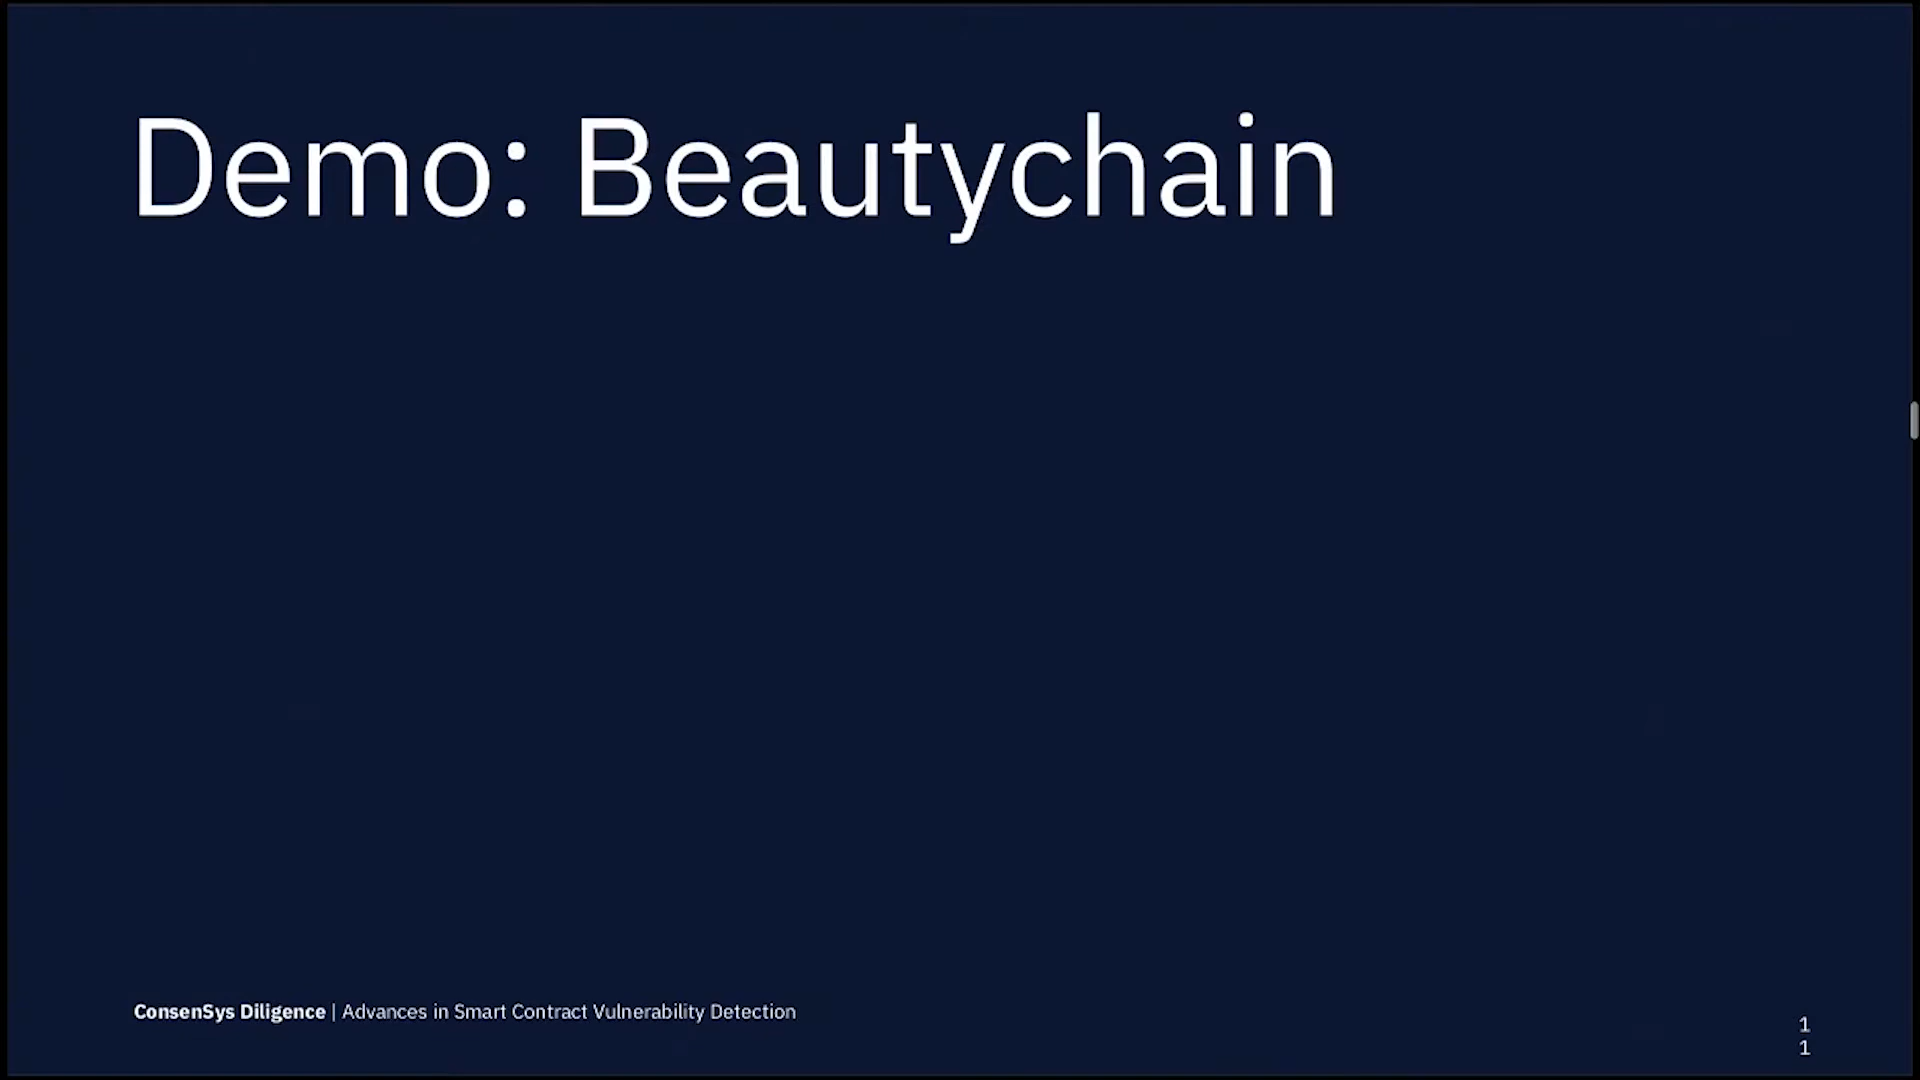 Demo: Beautychain
ConsenSys Diligence | Advances in Smart Contract Vulnerability Detection
1
1